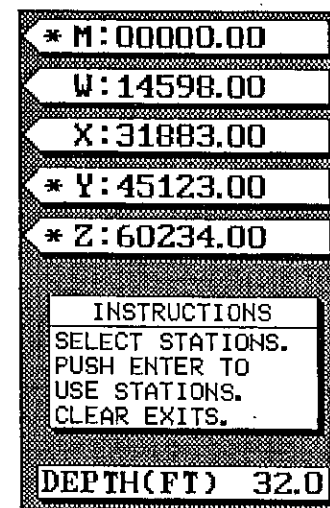 * M:00000.00
W:14598.00
X:31883.00
* Y:45123.00
* Z:60234.00
INSTRUCTIONS
SELECT STATIONS.
PUSH ENTER TO
USE STATIONS.
CLEAR EXITS.
DEPTH(FT) 32.0